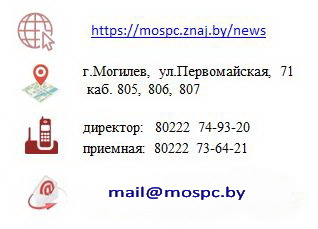 https://mospc.znaj.by/news
г.Могилев, ул.Первомайская, 71
каб. 805, 806, 807
директор: 80222 74-93-20
приемная: 80222 73-64-21
mail@mospc.by